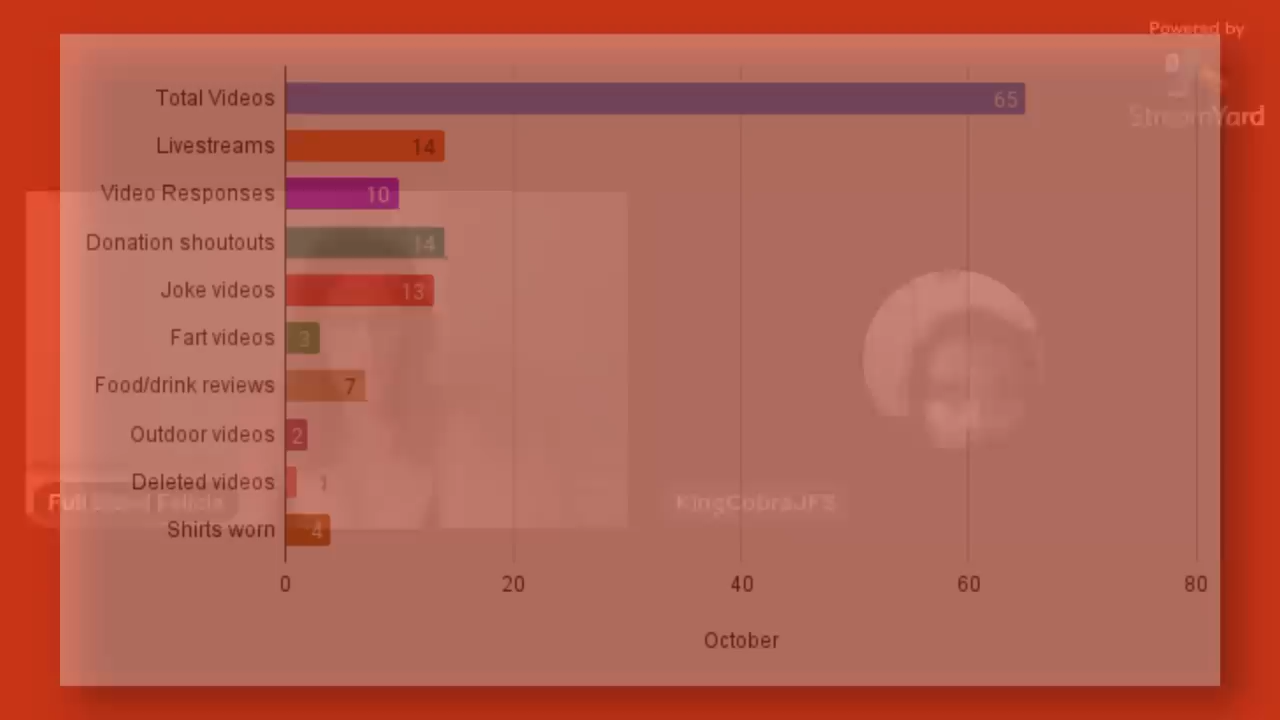 Powered by
StreamYard
Total Videos 65
Livestreams 14
Video Responses 10
Donation shoutouts 14
Joke videos 13
Fart videos 3
Food/drink reviews 7
Outdoor videos 2
Deleted videos 1
Full Felicia
KingCobraJFS
Shirts worn 4
0 20 40 60 80
October